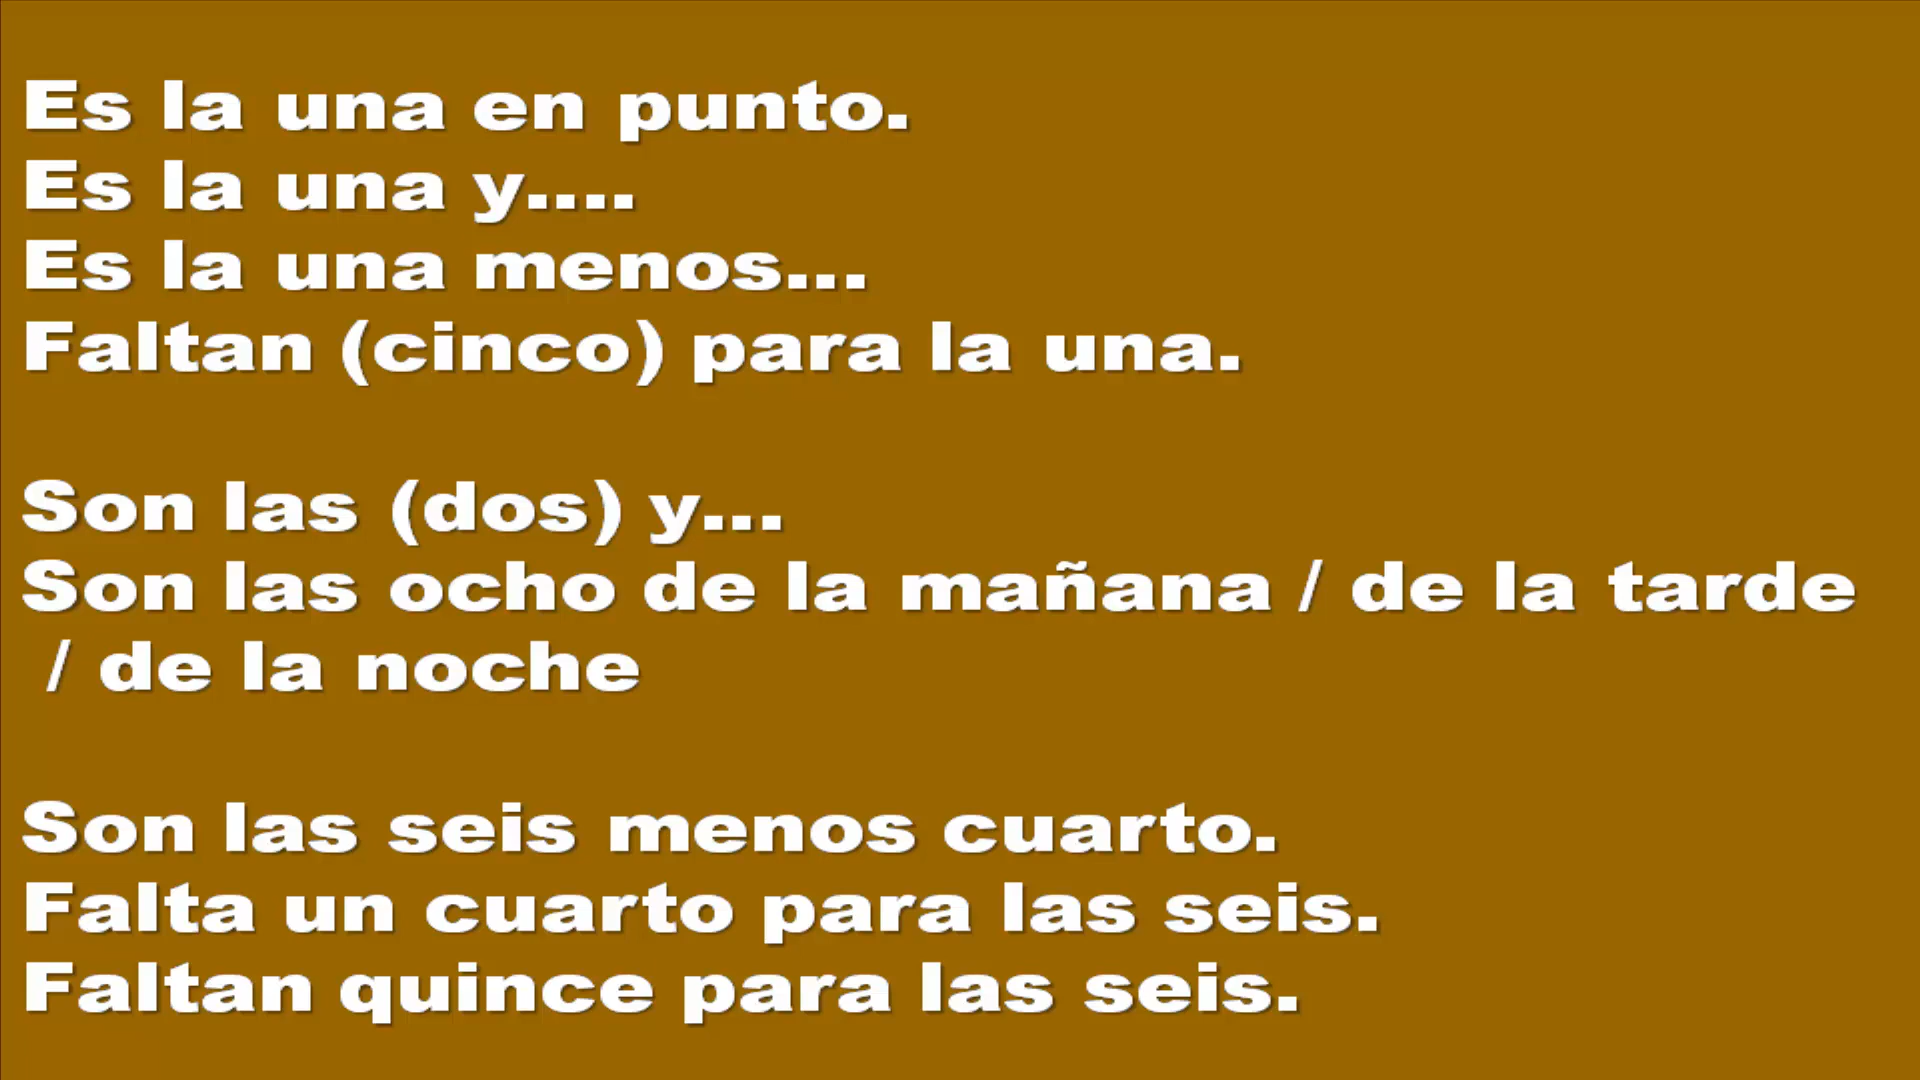 Es la una en punto.
Es la una y....
Es la una menos...
Faltan (cinco) para la una.
Son las (dos) y...
Son las ocho de la mañana / de la tarde
/ de la noche
Son las seis menos cuarto.
Falta un cuarto para las seis.
Faltan quince para las seis.